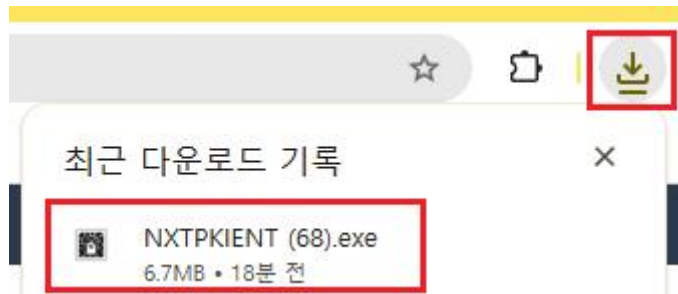 최근 다운로드 기록
NXTPKIENT (68).exe
6.7MB • 18분 전